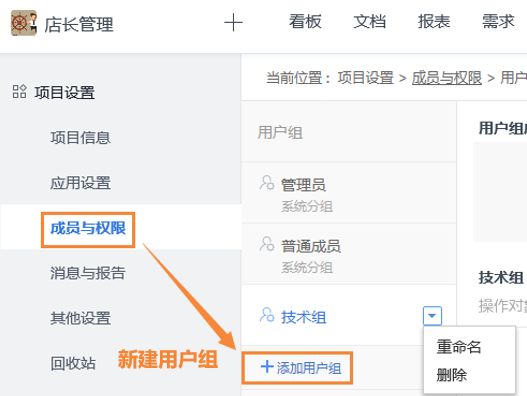 店长管理
看板 文档 报表 需求
项目设置
项目信息
应用设置
成员与权限
消息与报告
其他设置
回收站
新建用户组
当前位置：项目设置 > 成员与权限 > 用户
用户组
管理员
系统分组
普通成员
系统分组
技术组
添加用户组
重命名
删除
用户组
技术组
操作对